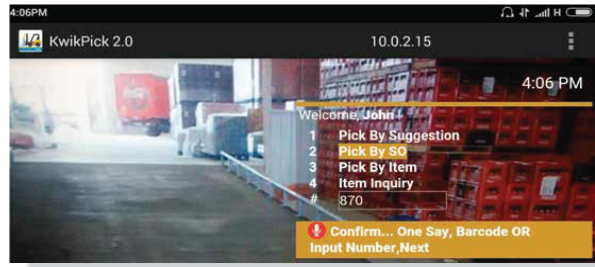 4:06PM
H
KwikPick 2.0
10.0.2.15
4:06 PM
Welcome, John
1 Pick By Suggestion
2 Pick By SO
3 Pick By Item
4 Item Inquiry
# 870
Confirm... One Say, Barcode OR
Input Number,Next